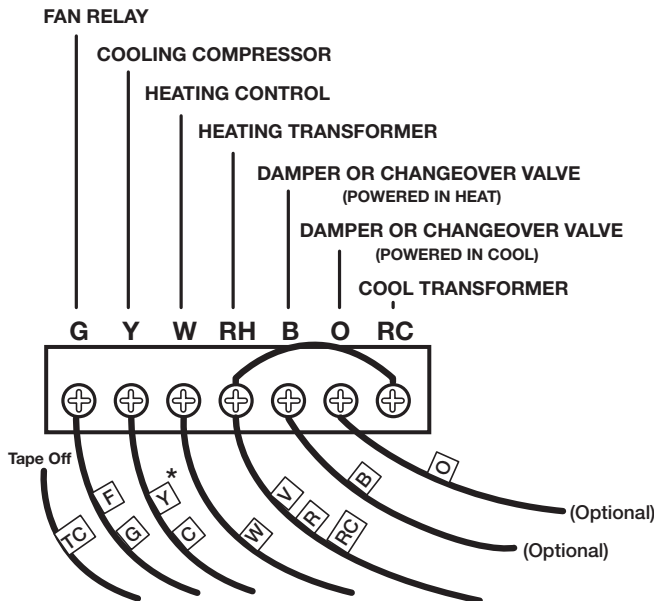 FAN RELAY
COOLING COMPRESSOR
HEATING CONTROL
HEATING TRANSFORMER
DAMPER OR CHANGEOVER VALVE
(POWERED IN HEAT)
DAMPER OR CHANGEOVER VALVE
(POWERED IN COOL)
COOL TRANSFORMER
G Y W RH B O RC
Tape Off
TC
F
G
Y *
C
W
V
R
RC
B
O
(Optional)
(Optional)